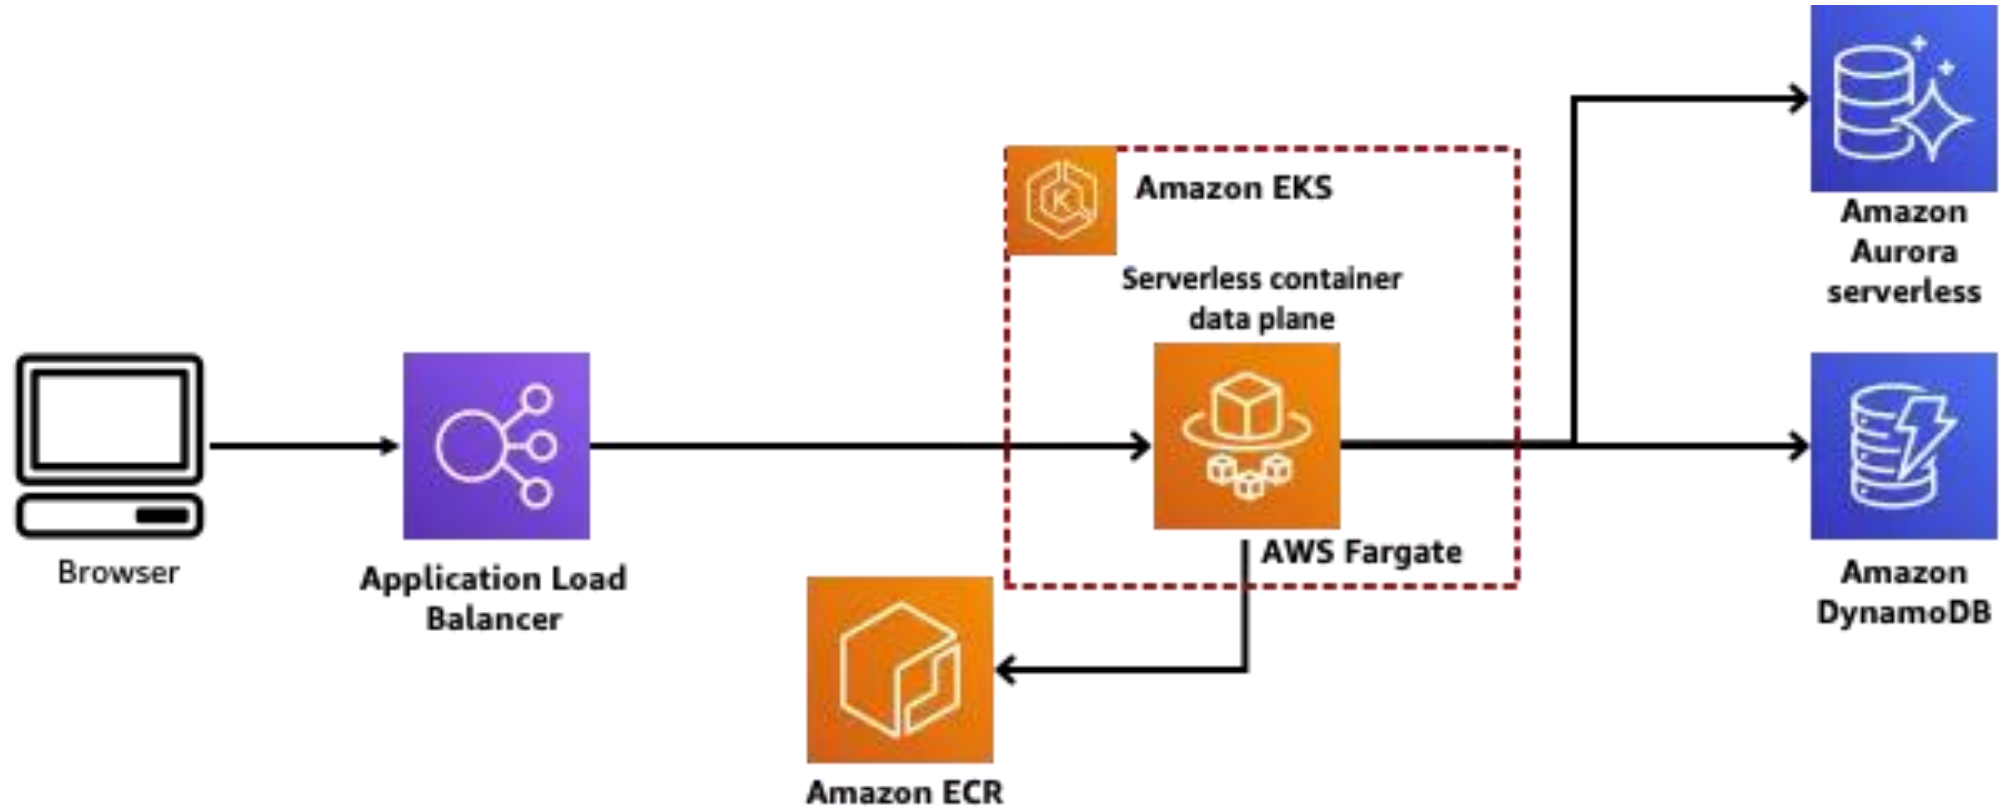 Amazon EKS
Serverless container
data plane
Amazon
Aurora
serverless
Browser
Application Load
Balancer
AWS Fargate
Amazon
DynamoDB
Amazon ECR
K